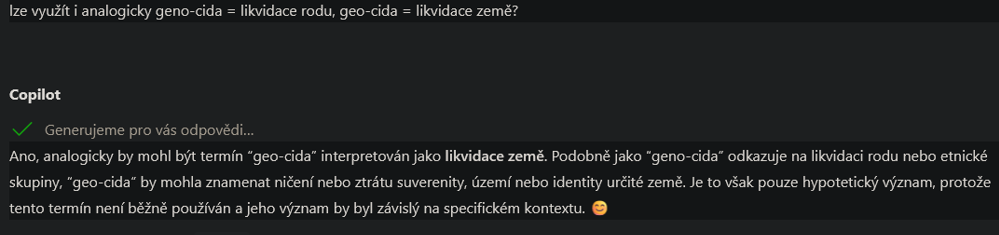 lze využít i analogicky geno-cida = likvidace rodu, geo-cida = likvidace země?
Copilot
Generujeme pro vás odpovědi...
Ano, analogicky by mohl být termín “geo-cida” interpretován jako likvidace země. Podobně jako “geno-cida” odkazuje na likvidaci rodu nebo etnické
skupiny, “geo-cida” by mohla znamenat ničení nebo ztrátu suverenity, území nebo identity určité země. Je to však pouze hypotetický význam, protože
tento termín není běžně používán a jeho význam by byl závislý na specifickém kontextu. 😊